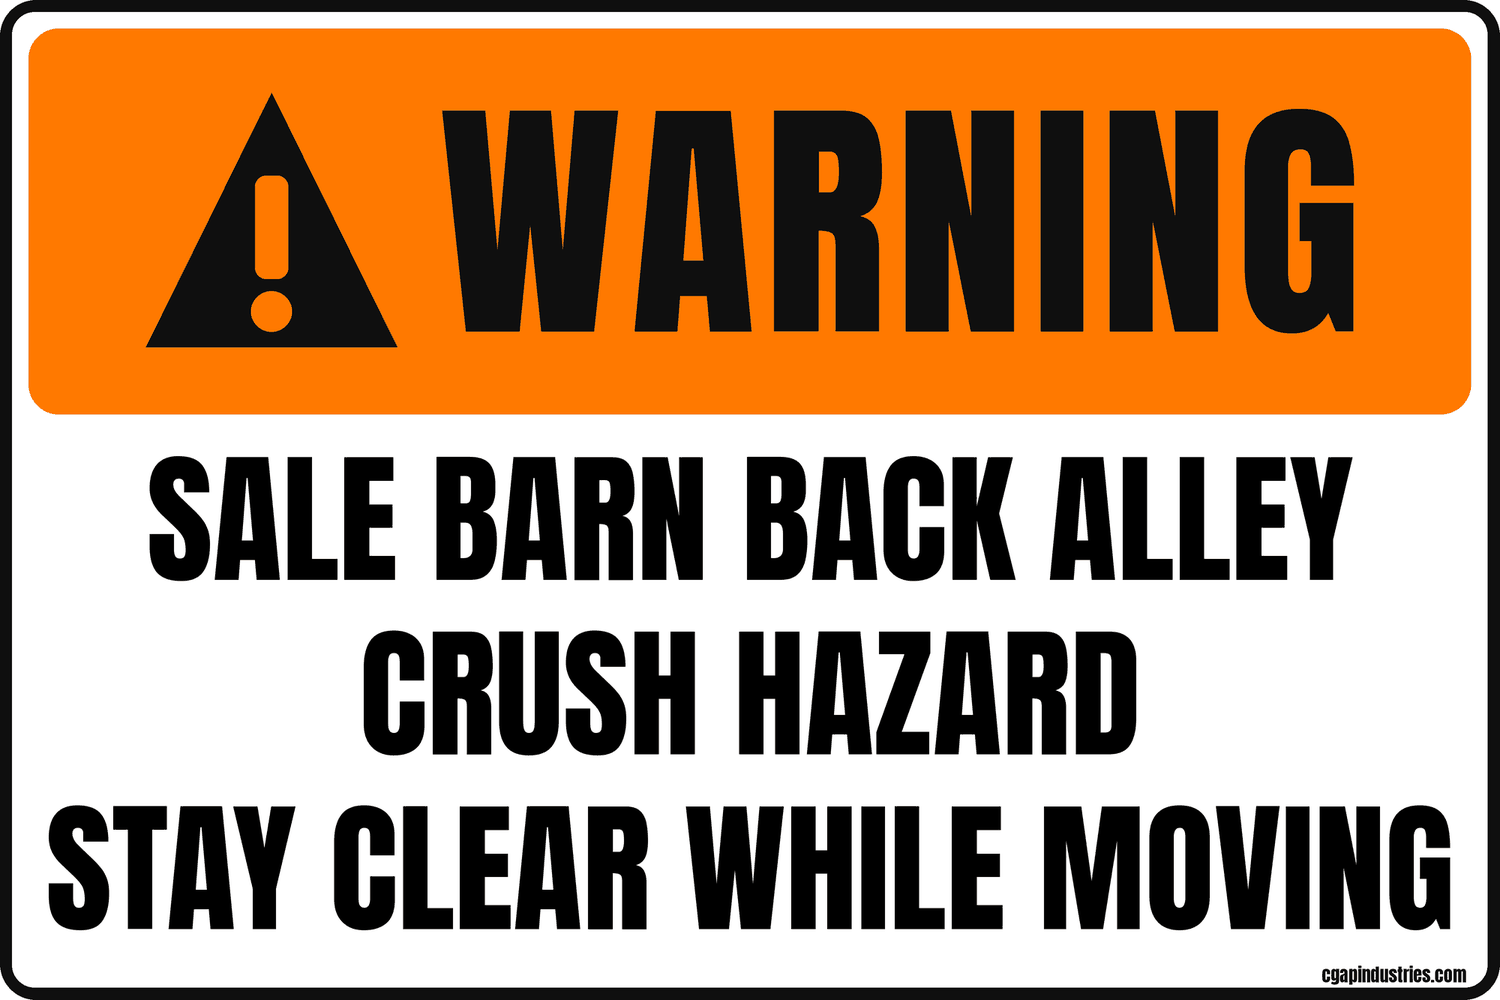 WARNING
SALE BARN BACK ALLEY
CRUSH HAZARD
STAY CLEAR WHILE MOVING
cgapindustries.com